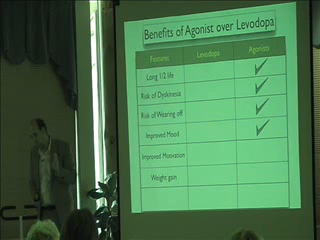 Benefits of Agonist over Levodopa
Features Levodopa Agonists
Long 1/2 life ✓
Risk of Dyskinesia ✓
Risk of Wearing off ✓
Improved Mood ✓
Improved Motivation
Weight gain